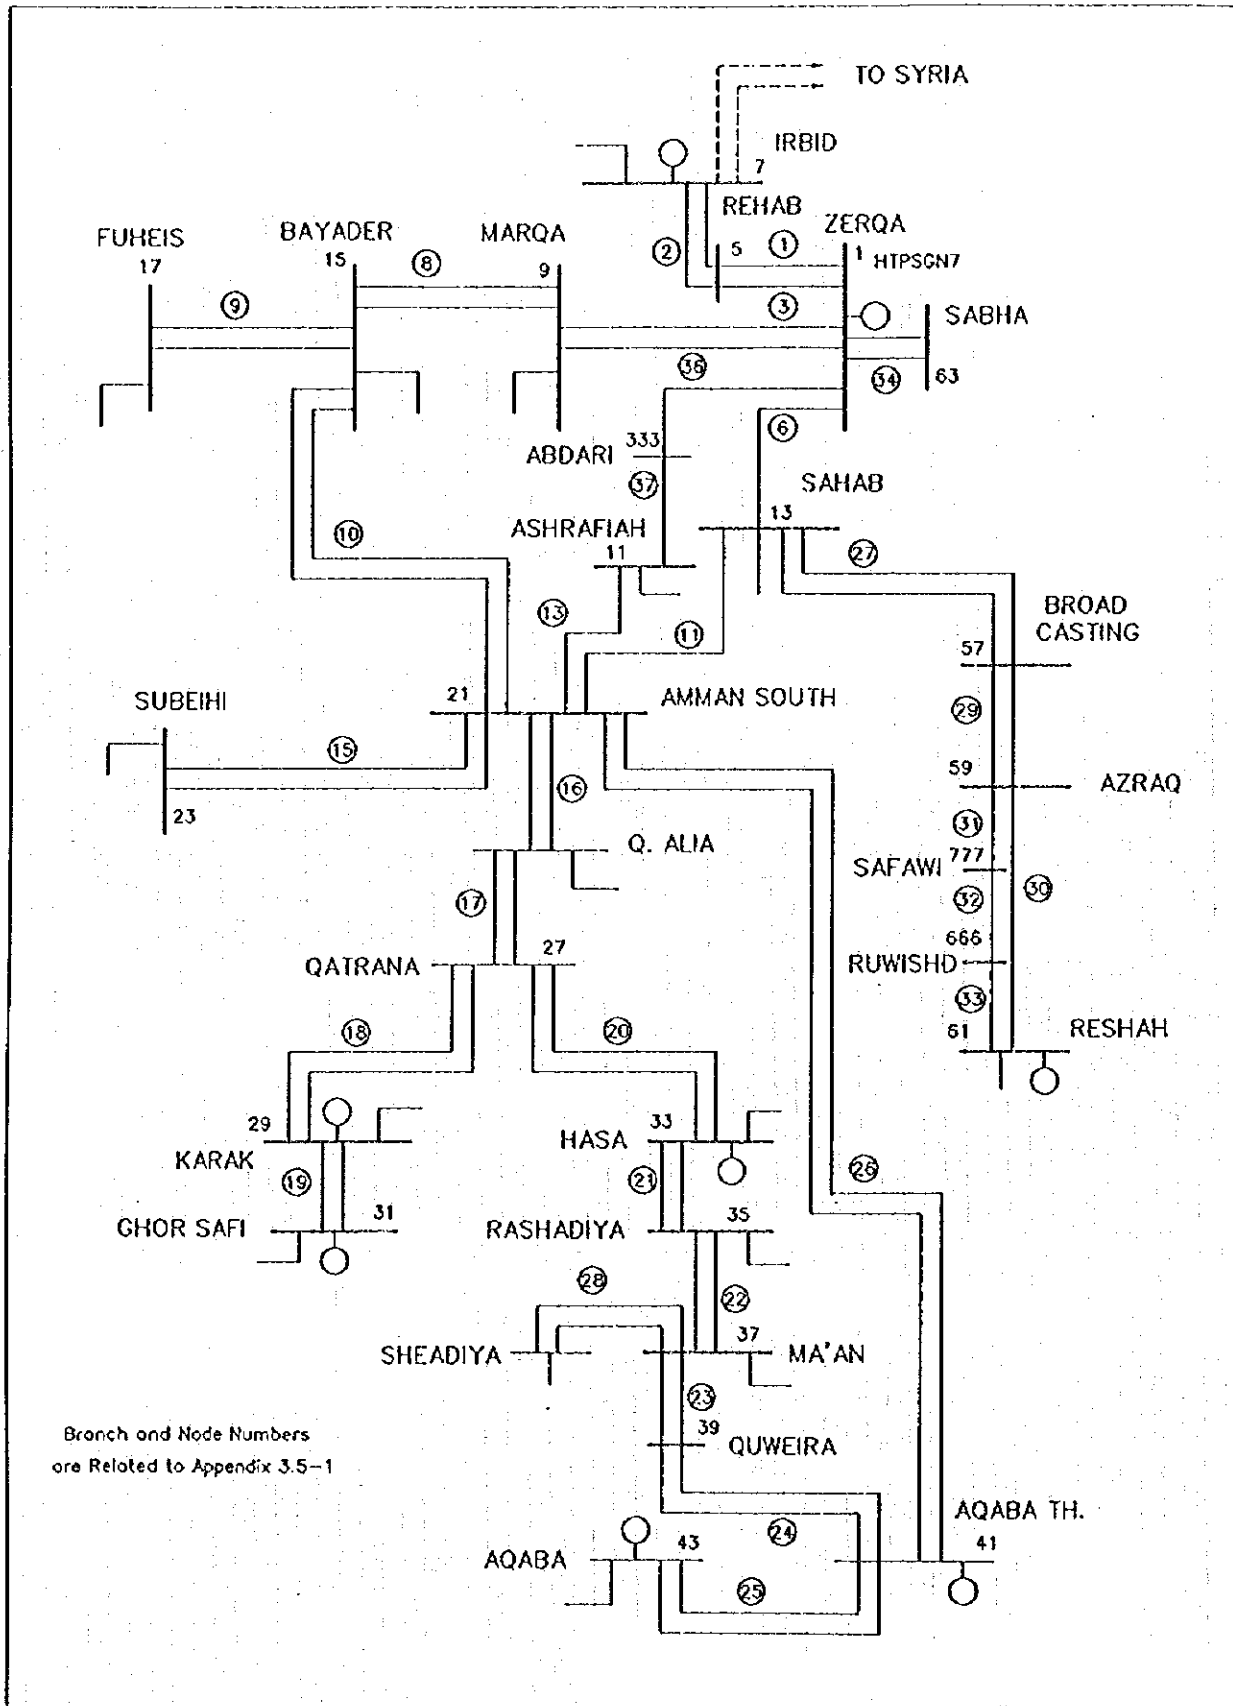 TO SYRIA
IRBID
7
REHAB
5
ZERQA
1
HTPSGN7
FUHEIS
17
BAYADER
15
MARQA
9
8
2
1
9
3
SABHA
63
36
34
6
ABDARI
333
37
SAHAB
13
ASHRAFIAH
11
10
27
13
11
BROAD
CASTING
57
SUBEIHI
23
21
AMMAN SOUTH
15
16
29
59
AZRAQ
31
Q. ALIA
SAFAWI
777
17
32
30
QATRANA
27
666
RUWISHD
33
61
RESHAH
18
20
29
KARAK
33
HASA
19
21
26
GHOR SAFI
31
RASHADIYA
35
28
22
SHEADIYA
37
MA'AN
23
39
QUWEIRA
Branch and Node Numbers
are Related to Appendix 3.5-1
AQABA TH.
41
24
AQABA
43
25